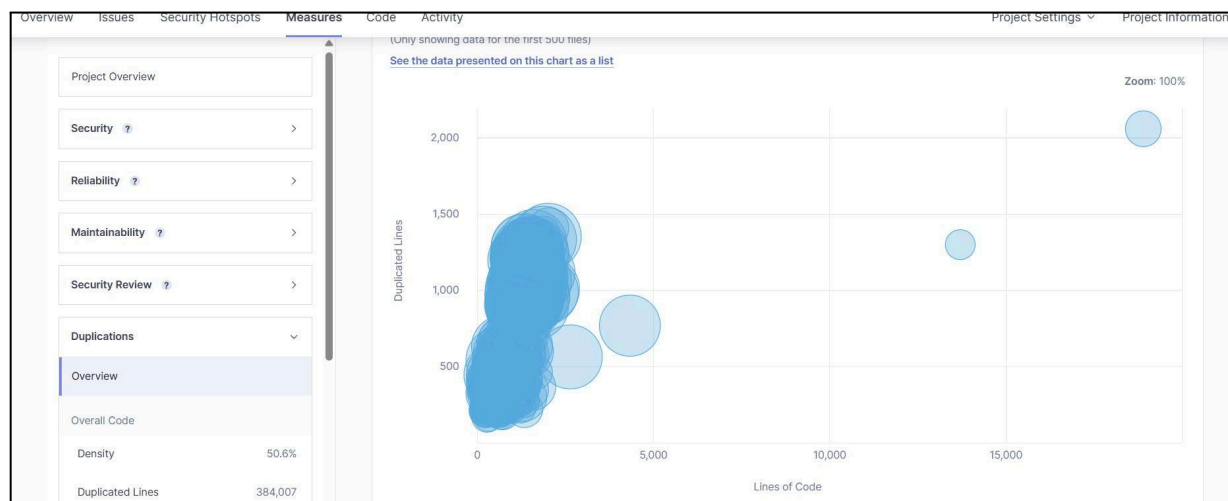 Overview Issues Security Hotspots Measures Code Activity Project Settings Project Information
(Only showing data for the first 500 files)
See the data presented on this chart as a list
Project Overview
Zoom: 100%
Security ?
Reliability ?
Maintainability ?
Security Review ?
Duplications
Overview
Overall Code
Density 50.6%
Duplicated Lines 384,007
2,000
1,500
1,000
500
Duplicated Lines
0 5,000 10,000 15,000
Lines of Code